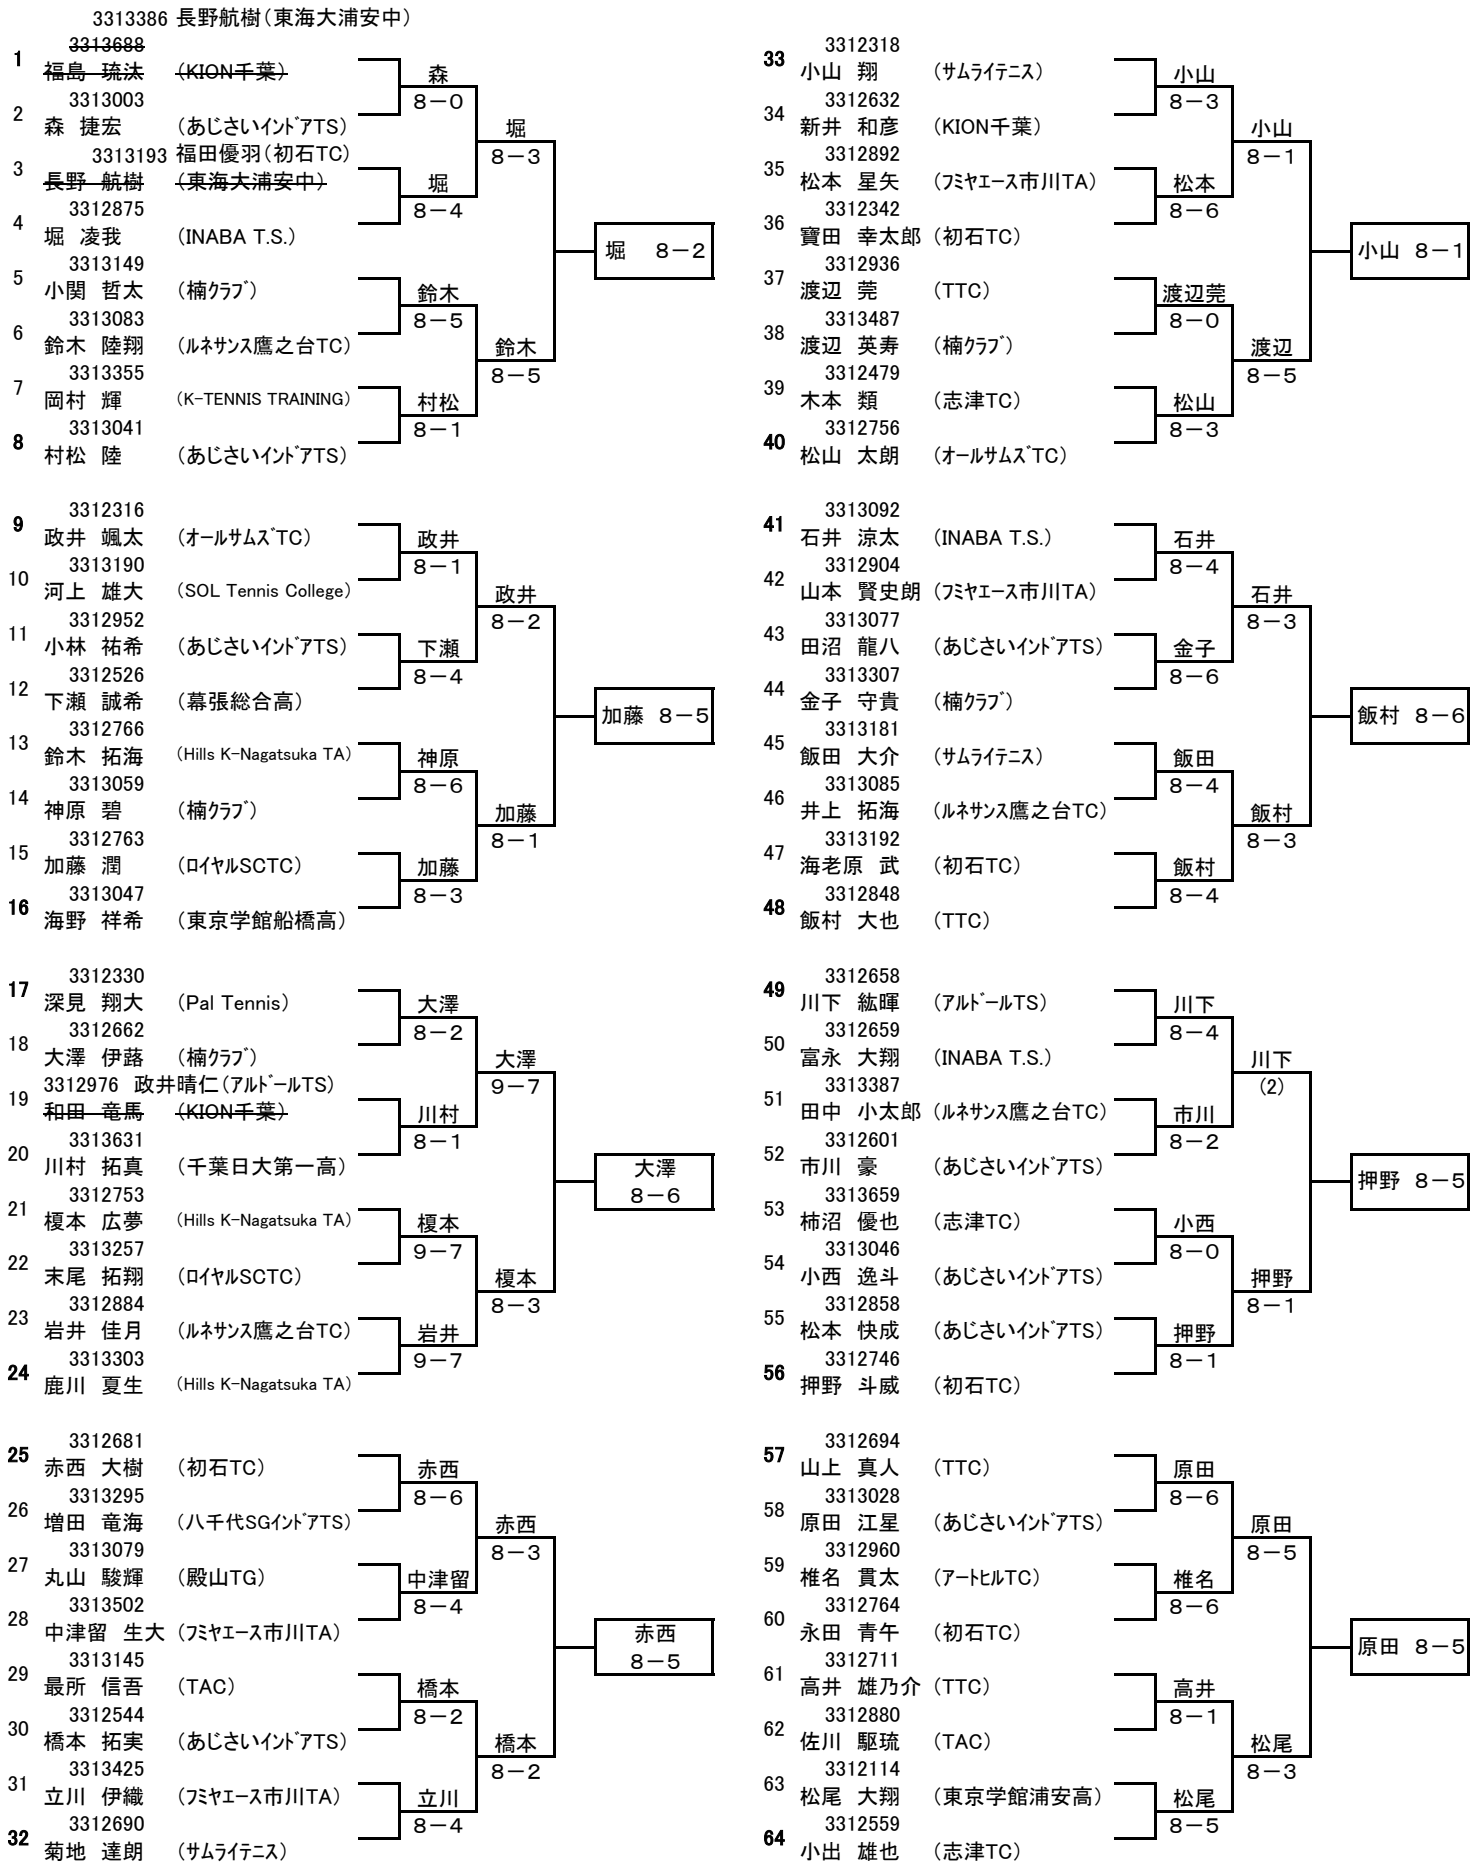 3313386 長野航樹（東海大浦安中）
3313688
1 福島 琉汰 （KION千葉）
森
8－0
3313003
2 森 捷宏 （あじさいインドアTS）
堀
8－3
3313193 福田優羽（初石TC）
3 長野 航樹 （東海大浦安中）
堀
8－4
3312875
4 堀 凌我 （INABA T.S.）
堀 8－2
3313149
5 小関 哲太 （楠クラブ）
鈴木
8－5
3313083
6 鈴木 陸翔 （ルネサンス鷹之台TC）
鈴木
8－5
3313355
7 岡村 輝 （K-TENNIS TRAINING）
村松
8－1
3313041
8 村松 陸 （あじさいインドアTS）
3312316
9 政井 颯太 （オールサムズTC）
政井
8－1
3313190
10 河上 雄大 （SOL Tennis College）
政井
8－2
3312952
11 小林 祐希 （あじさいインドアTS）
下瀬
8－4
3312526
12 下瀬 誠希 （幕張総合高）
加藤 8－5
3312766
13 鈴木 拓海 （Hills K-Nagatsuka TA）
神原
8－6
3313059
14 神原 碧 （楠クラブ）
加藤
8－1
3312763
15 加藤 潤 （ロイヤルSCTC）
加藤
8－3
3313047
16 海野 祥希 （東京学館船橋高）
3312330
17 深見 翔大 （Pal Tennis）
大澤
8－2
3312662
18 大澤 伊蕗 （楠クラブ）
大澤
9－7
3312976 政井晴仁（アルドールTS）
19 和田 竜馬 （KION千葉）
川村
8－1
3313631
20 川村 拓真 （千葉日大第一高）
大澤
8－6
3312753
21 榎本 広夢 （Hills K-Nagatsuka TA）
榎本
9－7
3313257
22 末尾 拓翔 （ロイヤルSCTC）
榎本
8－3
3312884
23 岩井 佳月 （ルネサンス鷹之台TC）
岩井
9－7
3313303
24 鹿川 夏生 （Hills K-Nagatsuka TA）
3312681
25 赤西 大樹 （初石TC）
赤西
8－6
3313295
26 増田 竜海 （八千代SGインドアTS）
赤西
8－3
3313079
27 丸山 駿輝 （殿山TG）
中津留
8－4
3313502
28 中津留 生大 （フミヤエース市川TA）
赤西
8－5
3313145
29 最所 信吾 （TAC）
橋本
8－2
3312544
30 橋本 拓実 （あじさいインドアTS）
橋本
8－2
3313425
31 立川 伊織 （フミヤエース市川TA）
立川
8－4
3312690
32 菊地 達朗 （サムライテニス）
3312318
33 小山 翔 （サムライテニス）
小山
8－3
3312632
34 新井 和彦 （KION千葉）
小山
8－1
3312892
35 松本 星矢 （フミヤエース市川TA）
松本
8－6
3312342
36 寶田 幸太郎 （初石TC）
小山 8－1
3312936
37 渡辺 莞 （TTC）
渡辺莞
8－0
3313487
38 渡辺 英寿 （楠クラブ）
渡辺
8－5
3312479
39 木本 類 （志津TC）
松山
8－3
3312756
40 松山 太朗 （オールサムズTC）
3313092
41 石井 涼太 （INABA T.S.）
石井
8－4
3312904
42 山本 賢史朗 （フミヤエース市川TA）
石井
8－3
3313077
43 田沼 龍八 （あじさいインドアTS）
金子
8－6
3313307
44 金子 守貴 （楠クラブ）
飯村 8－6
3313181
45 飯田 大介 （サムライテニス）
飯田
8－4
3313085
46 井上 拓海 （ルネサンス鷹之台TC）
飯村
8－3
3313192
47 海老原 武 （初石TC）
飯村
8－4
3312848
48 飯村 大也 （TTC）
3312658
49 川下 紘暉 （アルドールTS）
川下
8－4
3312659
50 富永 大翔 （INABA T.S.）
川下
(2)
3313387
51 田中 小太郎 （ルネサンス鷹之台TC）
市川
8－2
3312601
52 市川 豪 （あじさいインドアTS）
押野 8－5
3313659
53 柿沼 優也 （志津TC）
小西
8－0
3313046
54 小西 逸斗 （あじさいインドアTS）
押野
8－1
3312858
55 松本 快成 （あじさいインドアTS）
押野
8－1
3312746
56 押野 斗威 （初石TC）
3312694
57 山上 真人 （TTC）
原田
8－6
3313028
58 原田 江星 （あじさいインドアTS）
原田
8－5
3312960
59 椎名 貫太 （アートヒルTC）
椎名
8－6
3312764
60 永田 青午 （初石TC）
原田 8－5
3312711
61 高井 雄乃介 （TTC）
高井
8－1
3312880
62 佐川 駆琉 （TAC）
松尾
8－3
3312114
63 松尾 大翔 （東京学館浦安高）
松尾
8－5
3312559
64 小出 雄也 （志津TC）